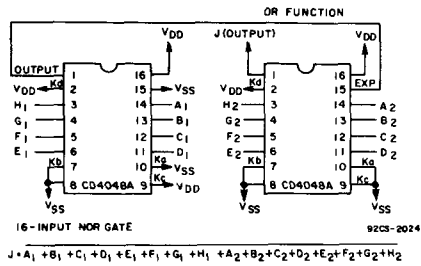 OR FUNCTION
J (OUTPUT)
VDD VDD
OUTPUT 1 16 1 16
Kd Kd EXP
VDD 2 15 VSS VDD 2 15
H1 3 14 A1 H2 3 14 A2
G1 4 13 B1 G2 4 13 B2
F1 5 12 C1 F2 5 12 C2
E1 6 11 D1 E2 6 11 D2
Kb Ka Kb Ka
7 10 VSS 7 10
Kc Kc
8 CD4048A 9 VDD 8 CD4048A 9
VSS VSS VSS
16-INPUT NOR GATE
92CS-2024
J=A1+B1+C1+D1+E1+F1+G1+H1+A2+B2+C2+D2+E2+F2+G2+H2